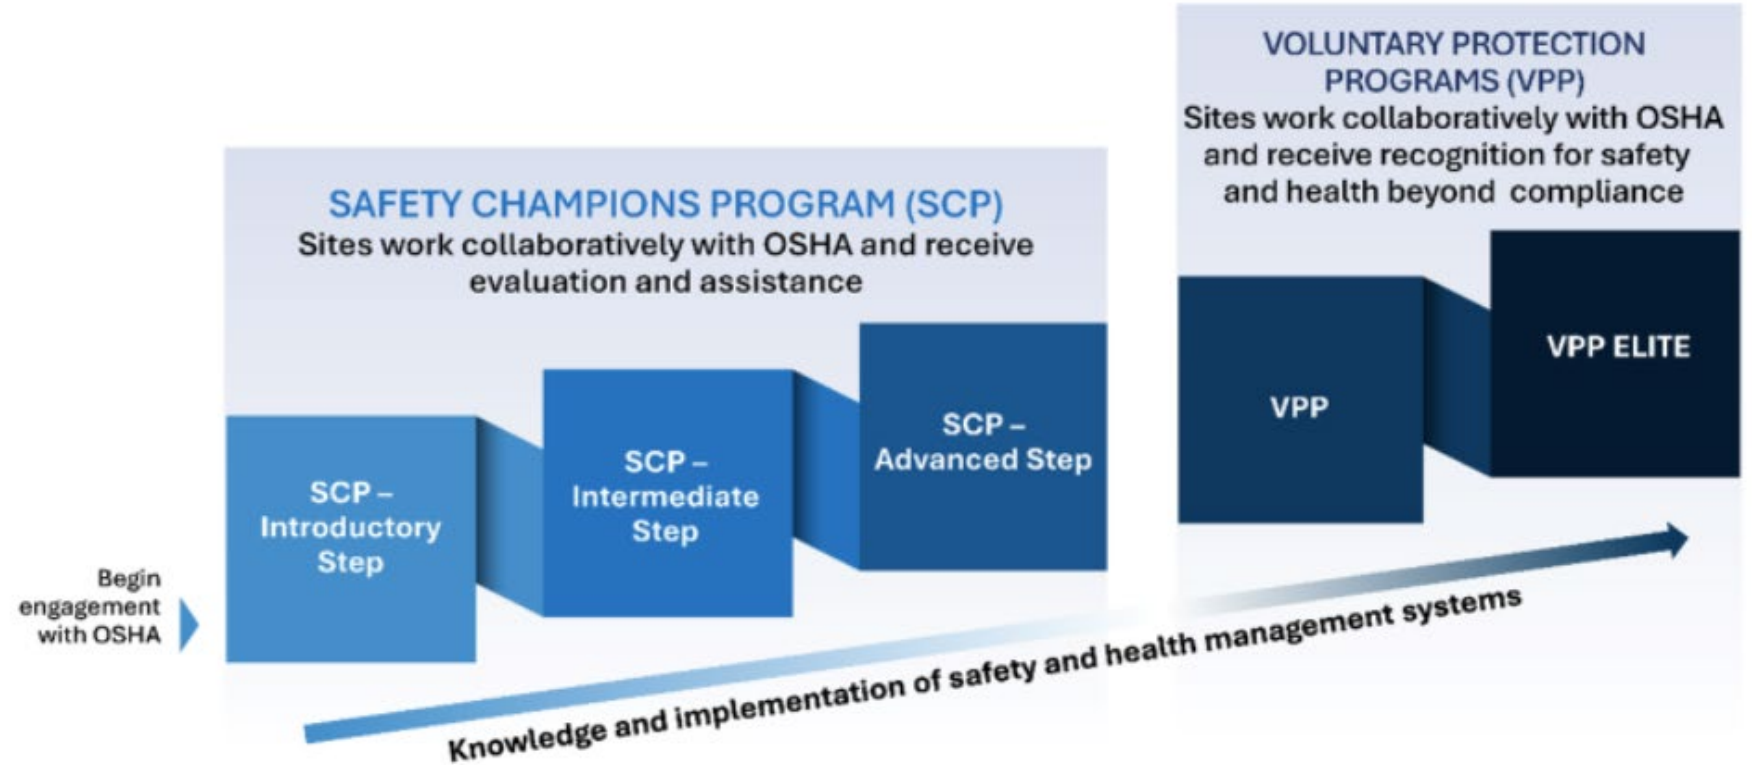 Begin
engagement
with OSHA
SAFETY CHAMPIONS PROGRAM (SCP)
Sites work collaboratively with OSHA and receive
evaluation and assistance
SCP –
Introductory
Step
SCP –
Intermediate
Step
SCP –
Advanced Step
VOLUNTARY PROTECTION
PROGRAMS (VPP)
Sites work collaboratively with OSHA
and receive recognition for safety
and health beyond compliance
VPP
VPP ELITE
Knowledge and implementation of safety and health management systems